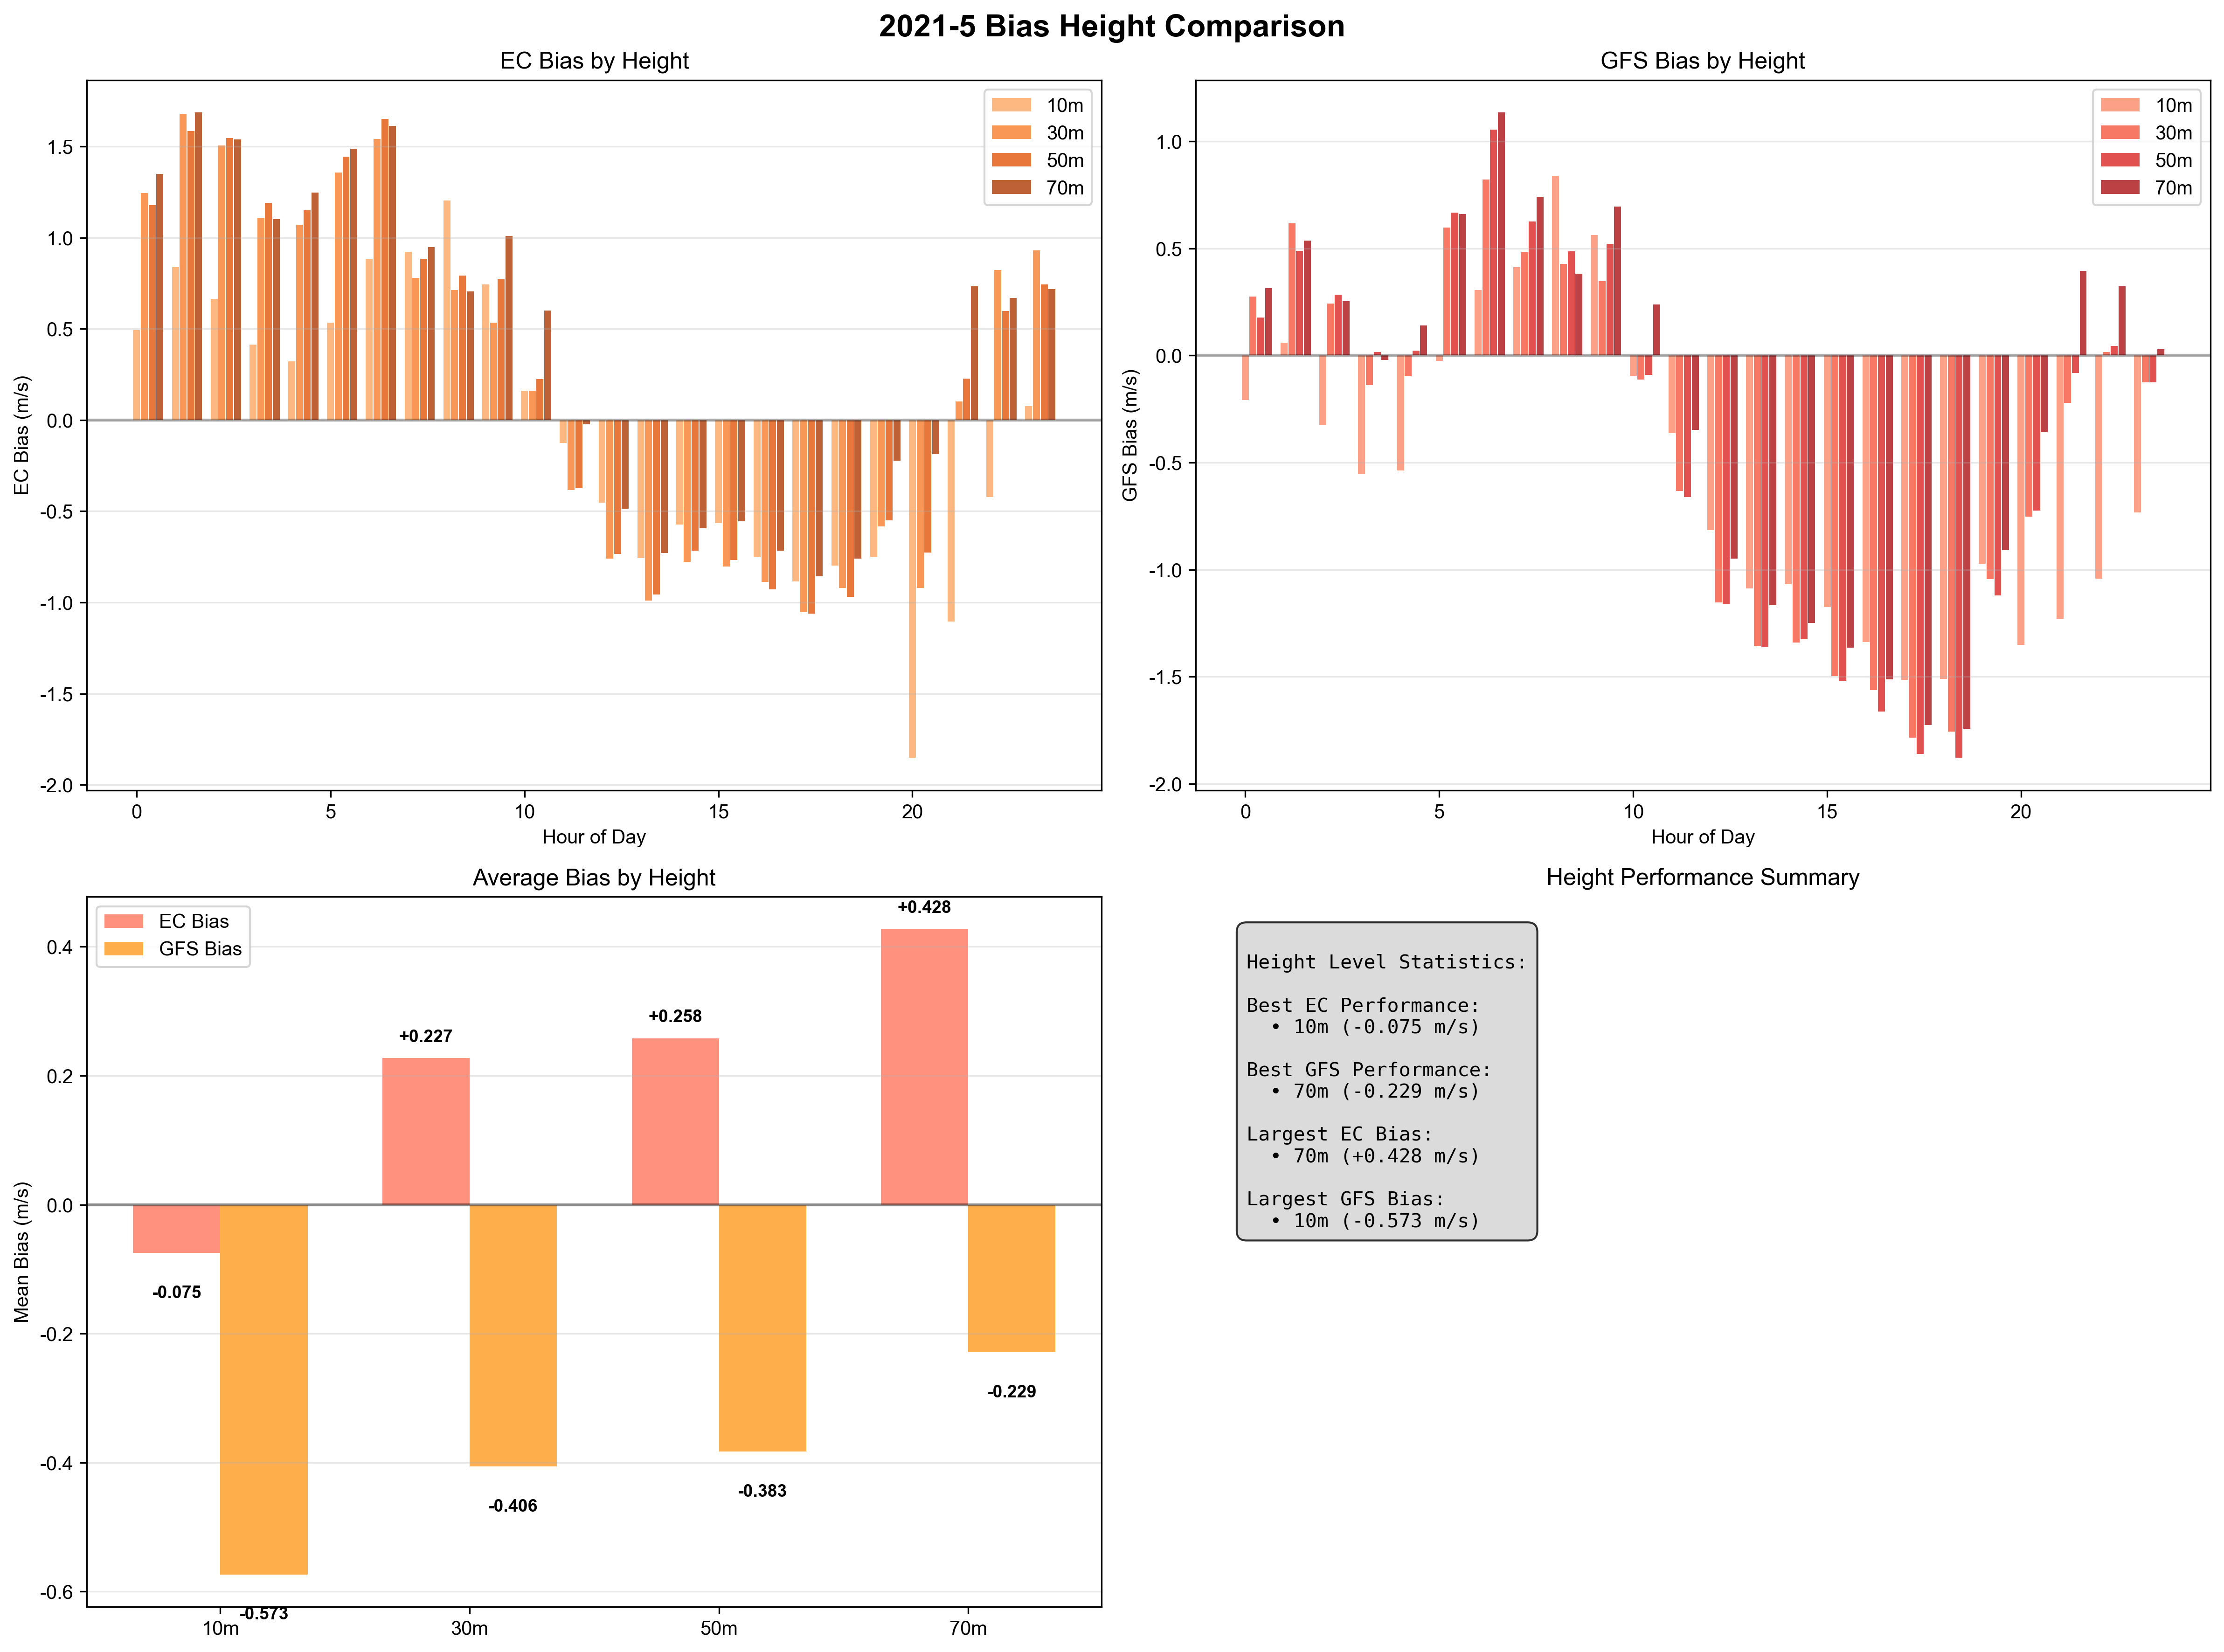 2021-5 Bias Height Comparison
EC Bias by Height
EC Bias (m/s)
1.5
1.0
0.5
0.0
-0.5
-1.0
-1.5
-2.0
0
5
10
15
20
Hour of Day
10m
30m
50m
70m
GFS Bias by Height
GFS Bias (m/s)
1.0
0.5
0.0
-0.5
-1.0
-1.5
-2.0
0
5
10
15
20
Hour of Day
10m
30m
50m
70m
Average Bias by Height
Mean Bias (m/s)
0.4
0.2
0.0
-0.2
-0.4
-0.6
EC Bias
GFS Bias
+0.428
+0.227
+0.258
-0.075
-0.229
-0.406
-0.383
-0.573
10m
30m
50m
70m
Height Performance Summary
Height Level Statistics:
Best EC Performance:
• 10m (-0.075 m/s)
Best GFS Performance:
• 70m (-0.229 m/s)
Largest EC Bias:
• 70m (+0.428 m/s)
Largest GFS Bias:
• 10m (-0.573 m/s)